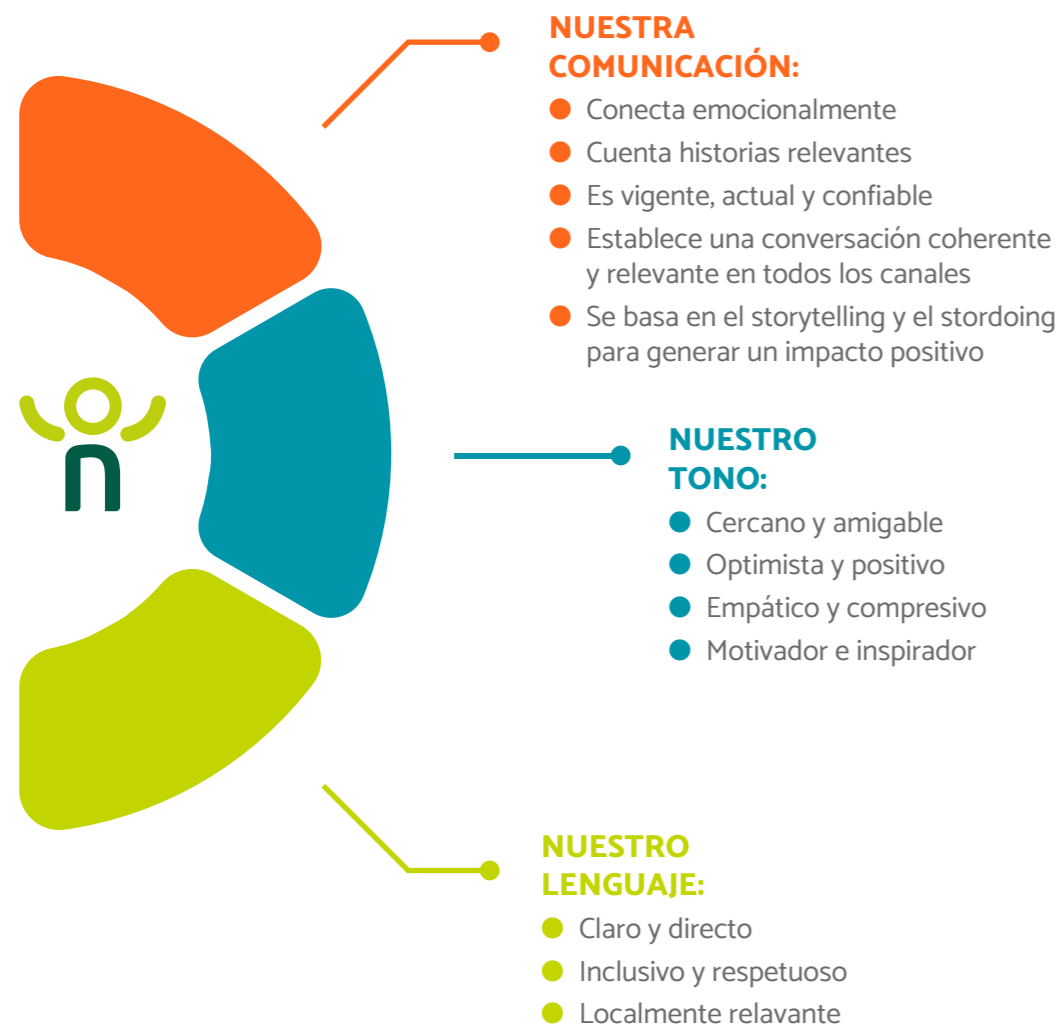 NUESTRA
COMUNICACIÓN:
Conecta emocionalmente
Cuenta historias relevantes
Es vigente, actual y confiable
Establece una conversación coherente
y relevante en todos los canales
Se basa en el storytelling y el stordoing
para generar un impacto positivo
n
NUESTRO
TONO:
Cercano y amigable
Optimista y positivo
Empático y compresivo
Motivador e inspirador
NUESTRO
LENGUAJE:
Claro y directo
Inclusivo y respetuoso
Localmente relavante